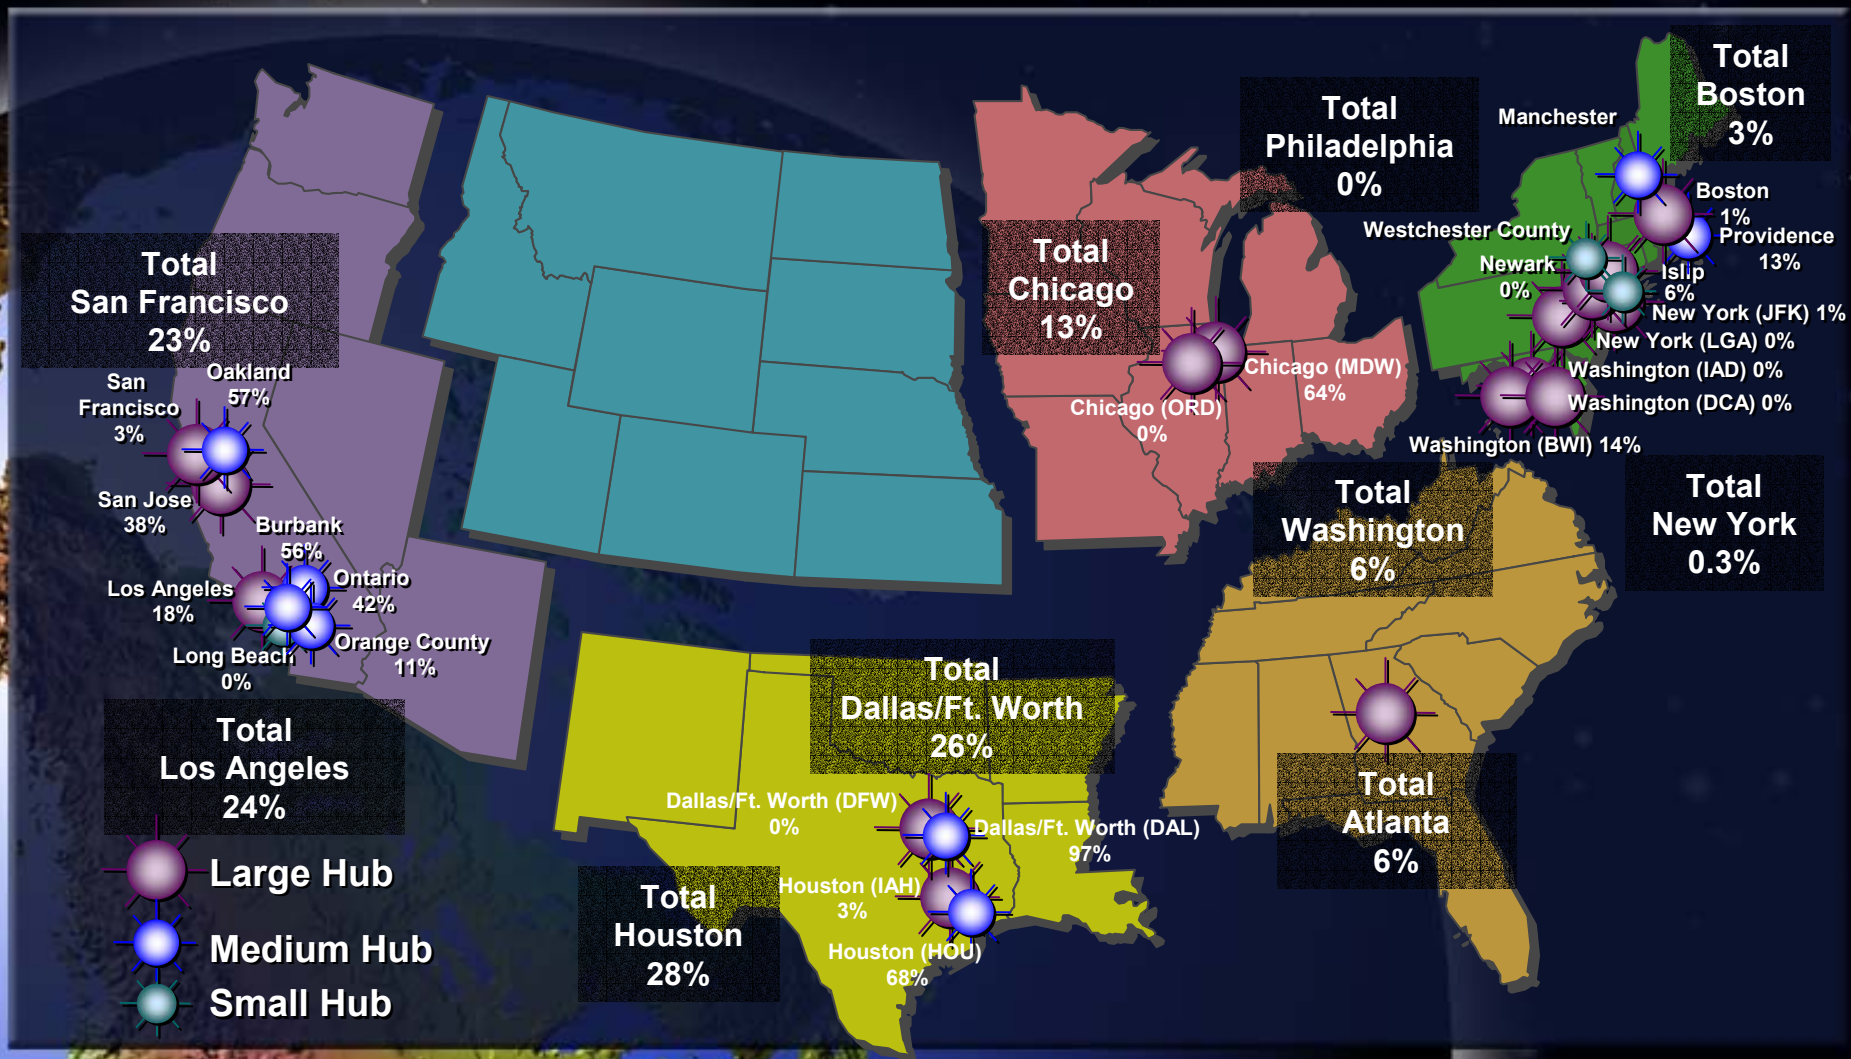 Total
Boston
3%
Total
Philadelphia
0%
Manchester
Boston
1%
Westchester County
Providence
13%
Newark
0%
Islip
6%
New York (JFK) 1%
New York (LGA) 0%
Washington (IAD) 0%
Washington (DCA) 0%
Washington (BWI) 14%
Total
San Francisco
23%
Total
Chicago
13%
San
Francisco
3%
Oakland
57%
Chicago (MDW)
64%
Chicago (ORD)
0%
San Jose
38%
Burbank
56%
Total
Washington
6%
Total
New York
0.3%
Los Angeles
18%
Ontario
42%
Orange County
11%
Long Beach
0%
Total
Dallas/Ft. Worth
26%
Total
Los Angeles
24%
Dallas/Ft. Worth (DFW)
0%
Dallas/Ft. Worth (DAL)
97%
Total
Atlanta
6%
Houston (IAH)
3%
Total
Houston
28%
Houston (HOU)
68%
Large Hub
Medium Hub
Small Hub